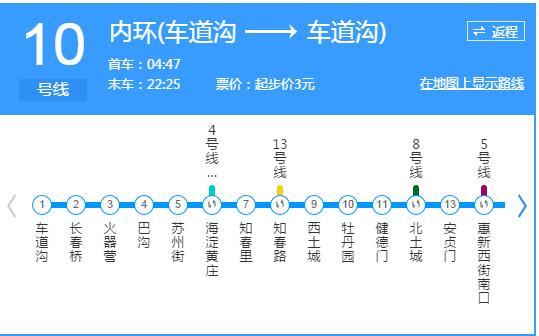 10
号线
内环(车道沟 → 车道沟)
首车：04:47
末车：22:25 票价：起步价3元
返程
在地图上显示路线
4号线...
13号线
8号线
5号线
1 2 3 4 5 7 9 10 11 13
车道沟
长春桥
火器营
巴沟
苏州街
海淀黄庄
知春里
知春路
西土城
牡丹园
健德门
北土城
安贞门
惠新西街南口